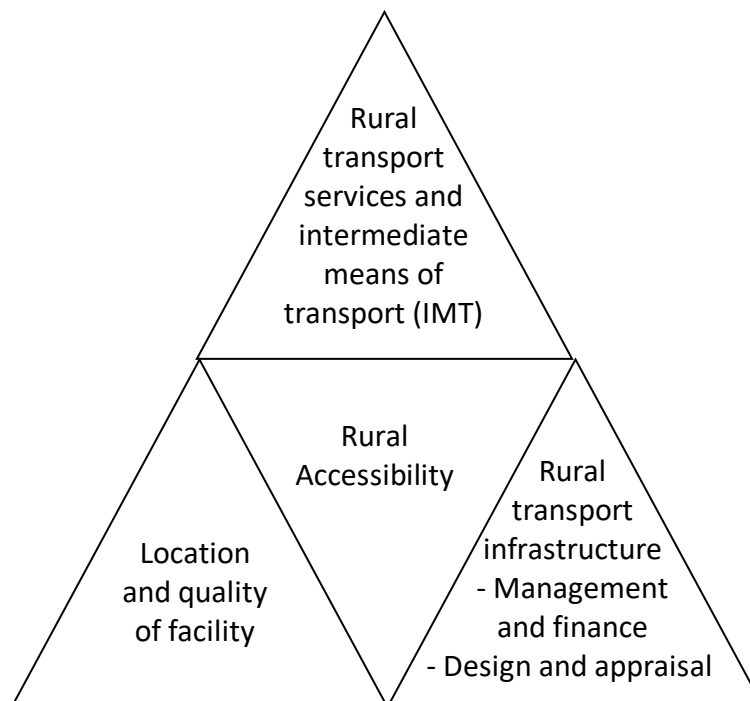 Rural
transport
services and
intermediate
means of
transport (IMT)
Rural
Accessibility
Location
and quality
of facility
Rural
transport
infrastructure
- Management
and finance
- Design and appraisal